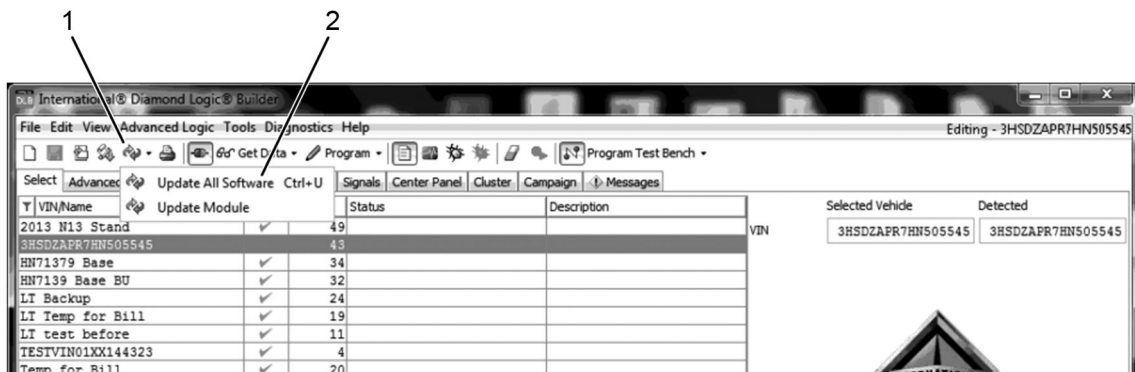 1 2
DLB International® Diamond Logic® Builder
File Edit View Advanced Logic Tools Diagnostics Help Editing - 3HSDZAPR7HN505545
Get Data Program Program Test Bench
Select Advanced Signals Center Panel Cluster Campaign Messages
Update All Software Ctrl+U
Update Module
VIN/Name Status Description Selected Vehicle Detected
2013 N13 Stand 49 VIN 3HSDZAPR7HN505545 3HSDZAPR7HN505545
3HSDZAPR7HN505545 43
HN71379 Base 34
HN7139 Base BU 32
LT Backup 24
LT Temp for Bill 19
LT test before 11
TESTVIN01XX144323 4
Temp for Bill 20